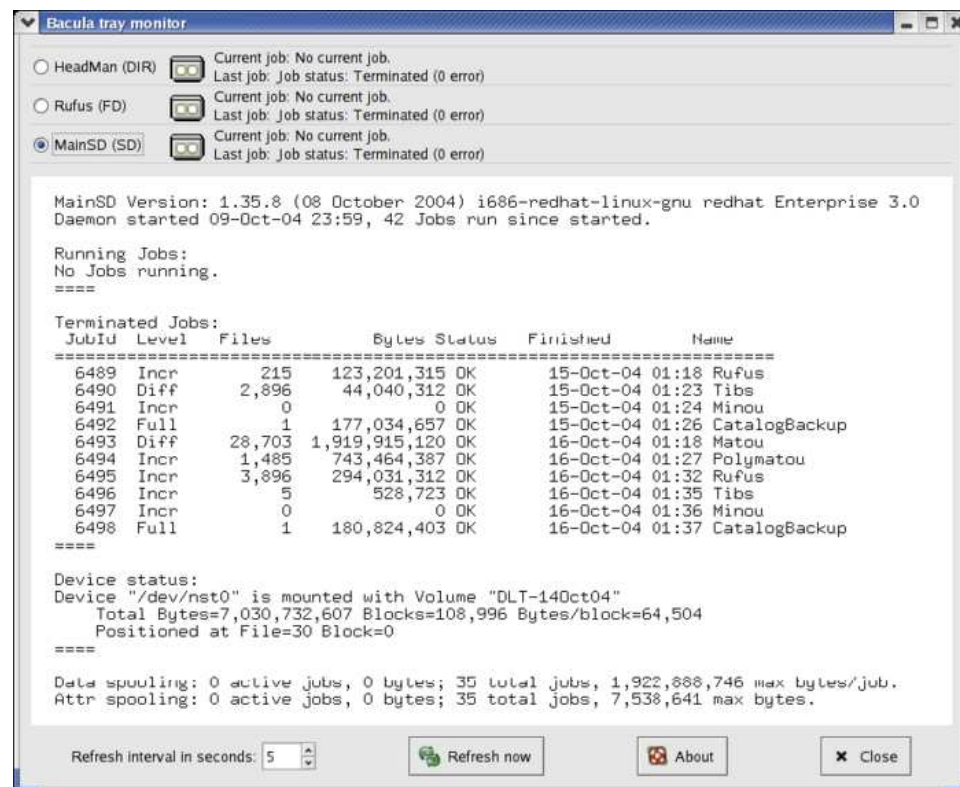 Bacula tray monitor
HeadMan (DIR) Current job: No current job.
Last job: Job status: Terminated (0 error)
Rufus (FD) Current job: No current job.
Last job: Job status: Terminated (0 error)
MainSD (SD) Current job: No current job.
Last job: Job status: Terminated (0 error)
MainSD Version: 1.35.8 (08 October 2004) i686-redhat-linux-gnu redhat Enterprise 3.0
Daemon started 09-Oct-04 23:59, 42 Jobs run since started.
Running Jobs:
No Jobs running.
====
Terminated Jobs:
JobId Level Files Bytes Status Finished Name
======================================================================
6489 Incr 215 123,201,315 OK 15-Oct-04 01:18 Rufus
6490 Diff 2,896 44,040,312 OK 15-Oct-04 01:23 Tibs
6491 Incr 0 0 OK 15-Oct-04 01:24 Minou
6492 Full 1 177,034,657 OK 15-Oct-04 01:26 CatalogBackup
6493 Diff 28,703 1,919,915,120 OK 16-Oct-04 01:18 Matou
6494 Incr 1,485 743,464,387 OK 16-Oct-04 01:27 Polymatou
6495 Incr 3,896 294,031,312 OK 16-Oct-04 01:32 Rufus
6496 Incr 5 528,723 OK 16-Oct-04 01:35 Tibs
6497 Incr 0 0 OK 16-Oct-04 01:36 Minou
6498 Full 1 180,824,403 OK 16-Oct-04 01:37 CatalogBackup
====
Device status:
Device "/dev/nst0" is mounted with Volume "DLT-14Oct04"
Total Bytes=7,030,732,607 Blocks=108,996 Bytes/block=64,504
Positioned at File=30 Block=0
====
Data spooling: 0 active jobs, 0 bytes; 35 total jobs, 1,922,888,746 max bytes/job.
Attr spooling: 0 active jobs, 0 bytes; 35 total jobs, 7,538,641 max bytes.
Refresh interval in seconds: 5 Refresh now About Close